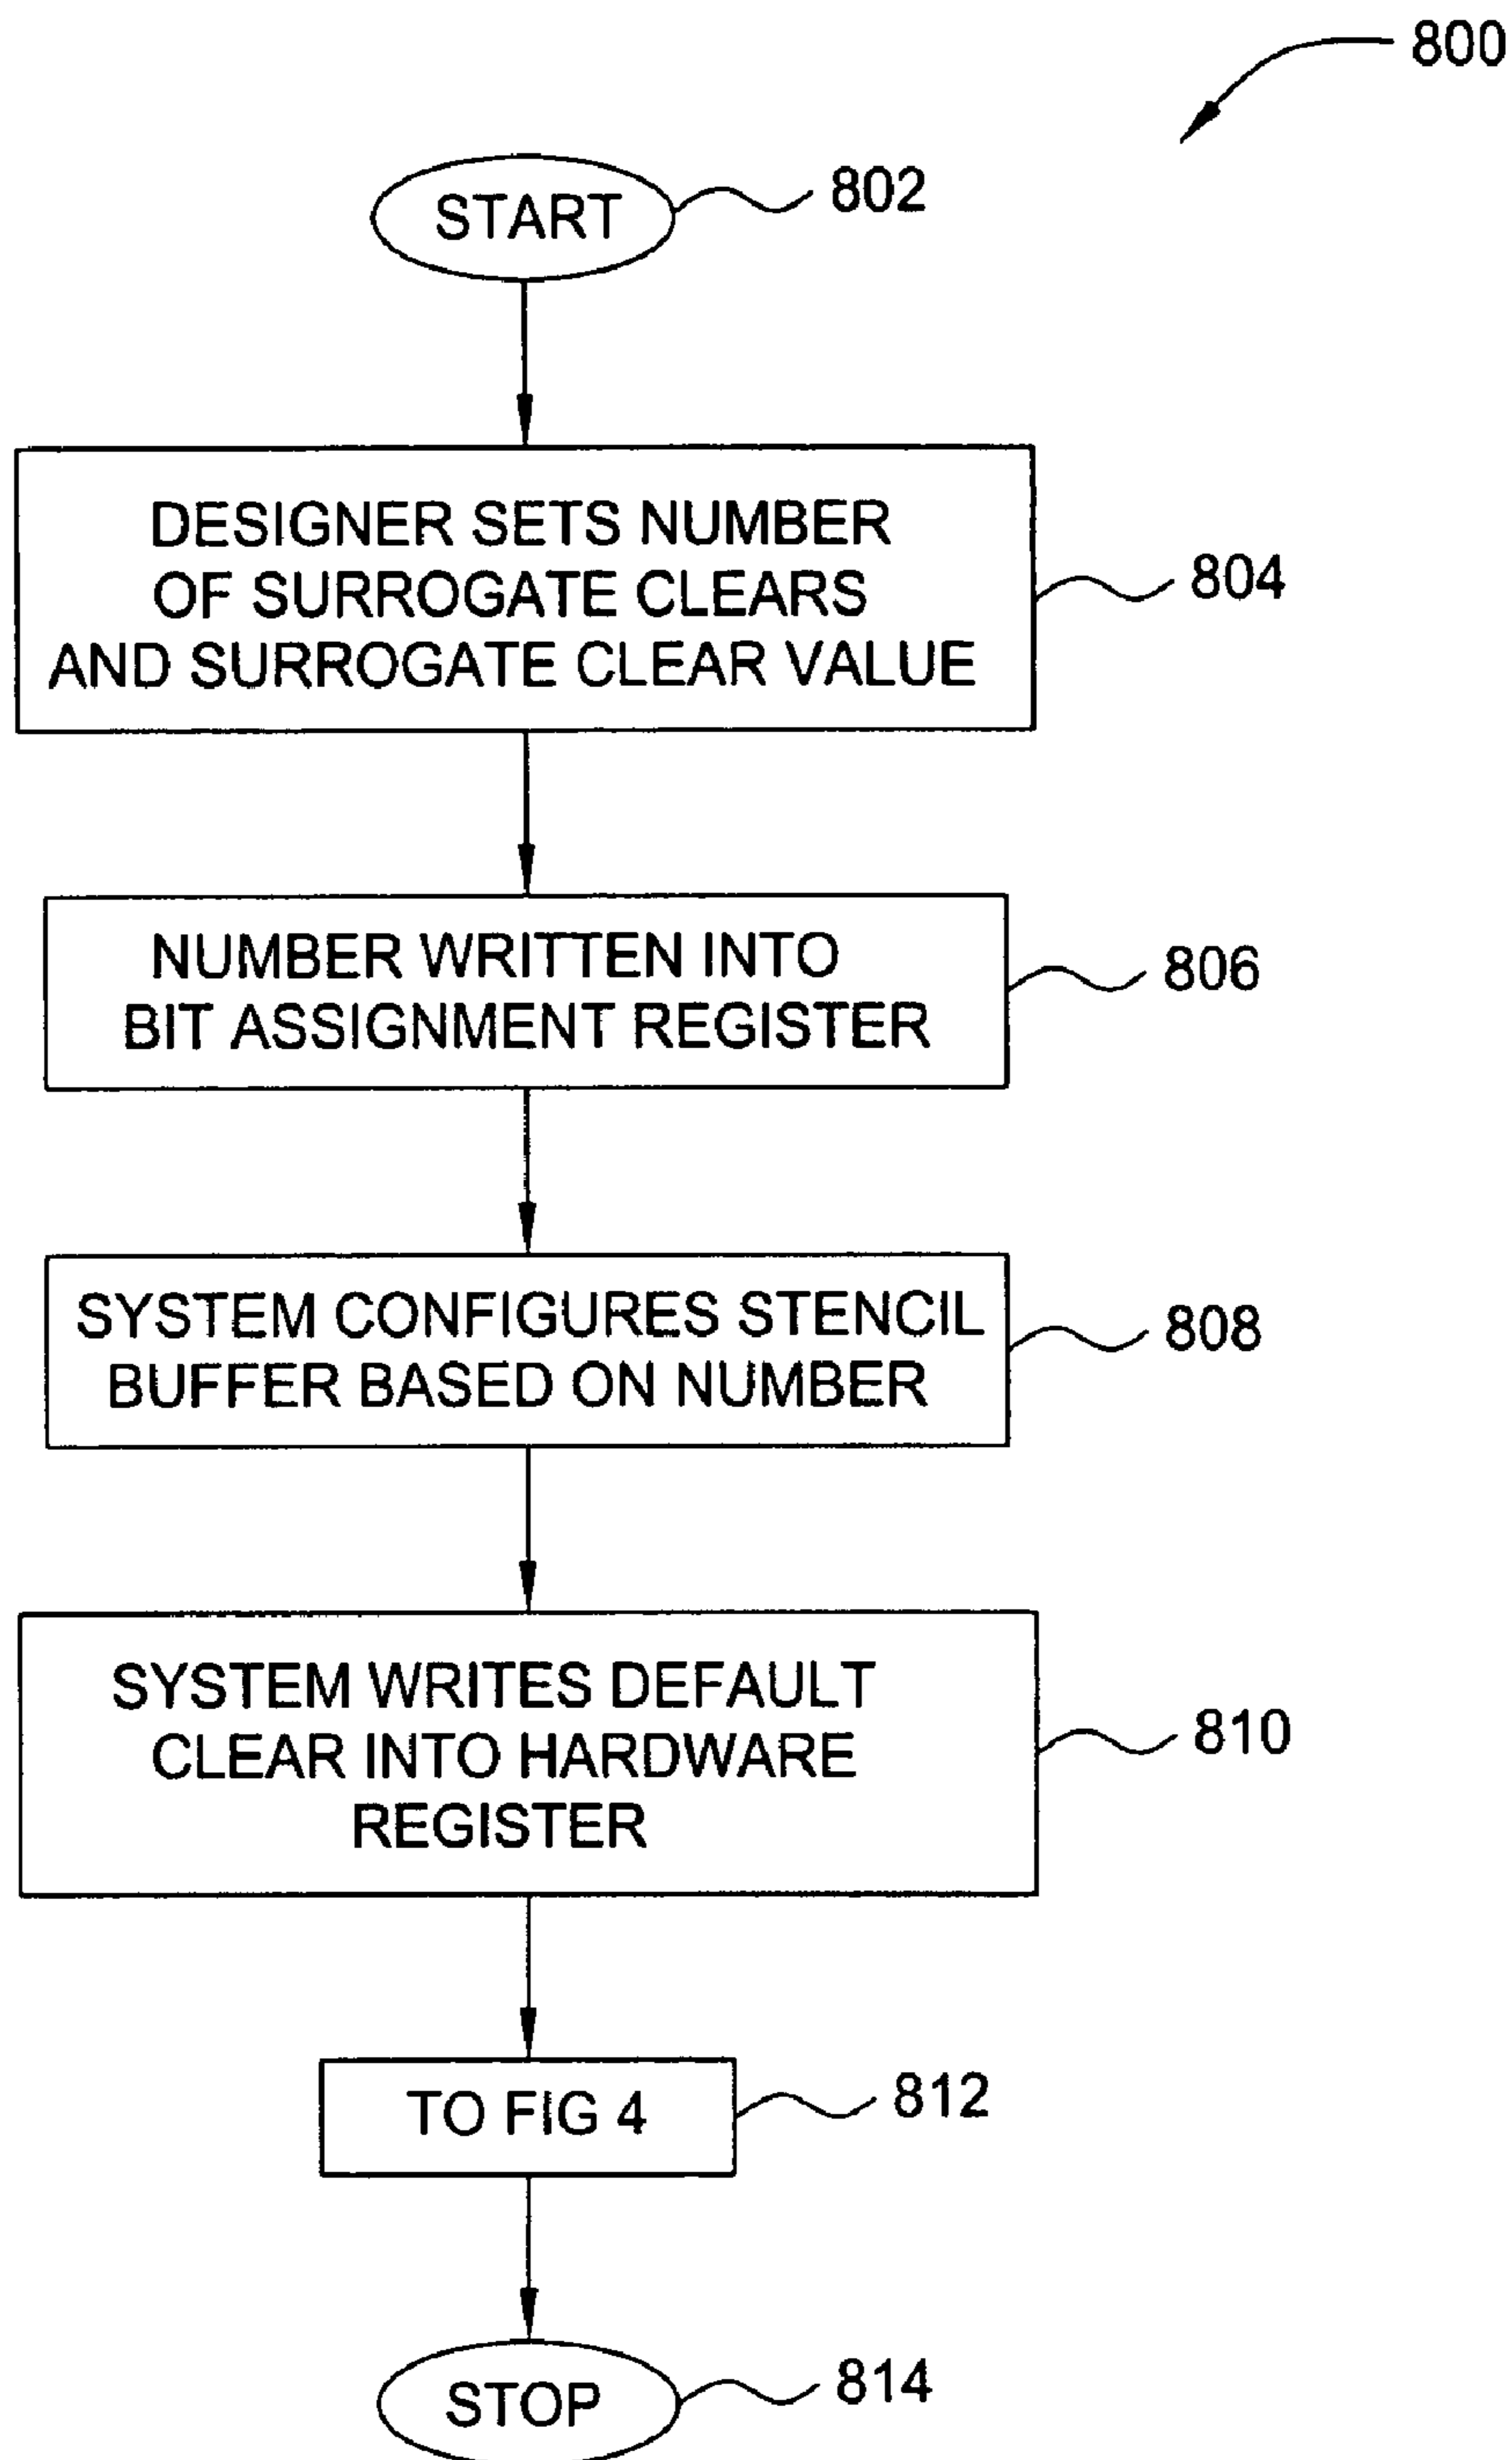 800
START
802
DESIGNER SETS NUMBER
OF SURROGATE CLEARS
AND SURROGATE CLEAR VALUE
804
NUMBER WRITTEN INTO
BIT ASSIGNMENT REGISTER
806
SYSTEM CONFIGURES STENCIL
BUFFER BASED ON NUMBER
808
SYSTEM WRITES DEFAULT
CLEAR INTO HARDWARE
REGISTER
810
TO FIG 4
812
STOP
814